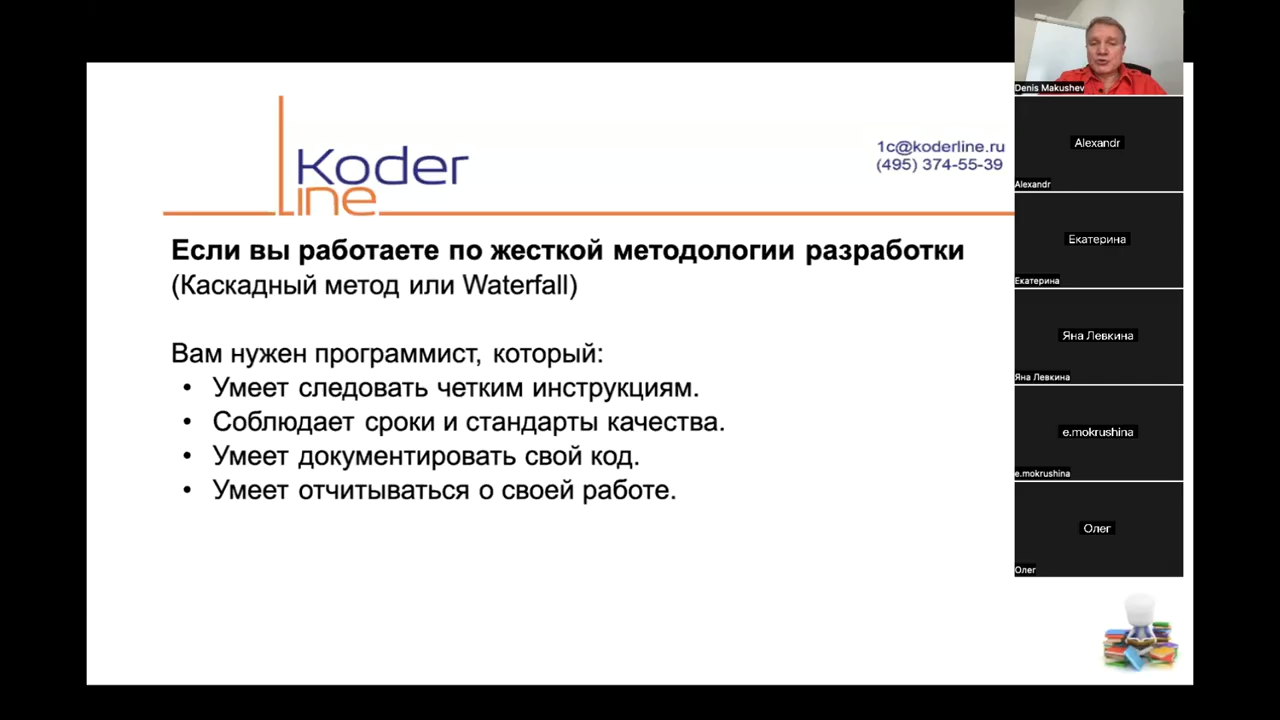 Koder
Line
1c@koderline.ru
(495) 374-55-39
Если вы работаете по жесткой методологии разработки
(Каскадный метод или Waterfall)
Вам нужен программист, который:
• Умеет следовать четким инструкциям.
• Соблюдает сроки и стандарты качества.
• Умеет документировать свой код.
• Умеет отчитываться о своей работе.
Denis Makushev
Alexandr
Alexandr
Екатерина
Екатерина
Яна Левкина
Яна Левкина
e.mokrushina
e.mokrushina
Олег
Олег